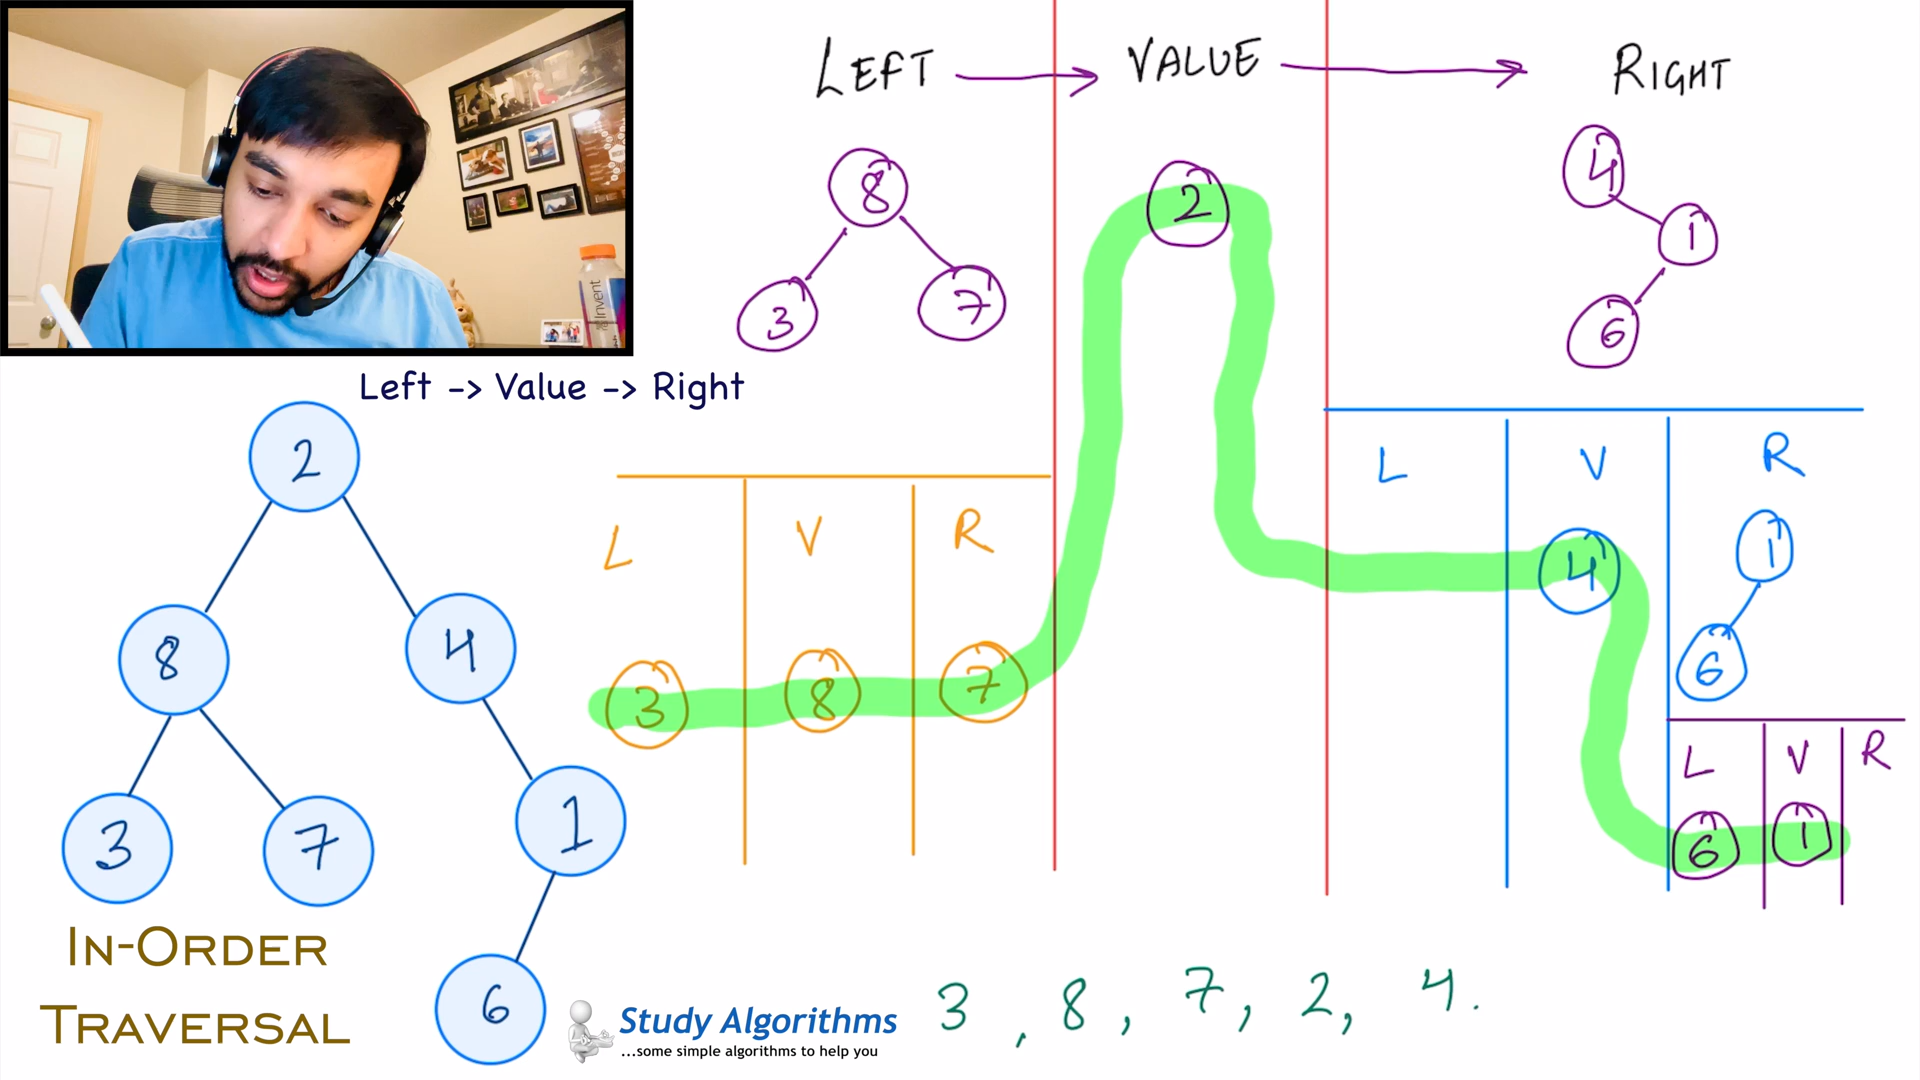 LEFT → VALUE → RIGHT
8
3 7
2
4
1
6
Invent
Left -> Value -> Right
2
8 4
3 7 1
6
L V R
3 8 7
L V R
4 1
6
L V R
6 1
IN-ORDER
TRAVERSAL
Study Algorithms
...some simple algorithms to help you
3, 8, 7, 2, 4.